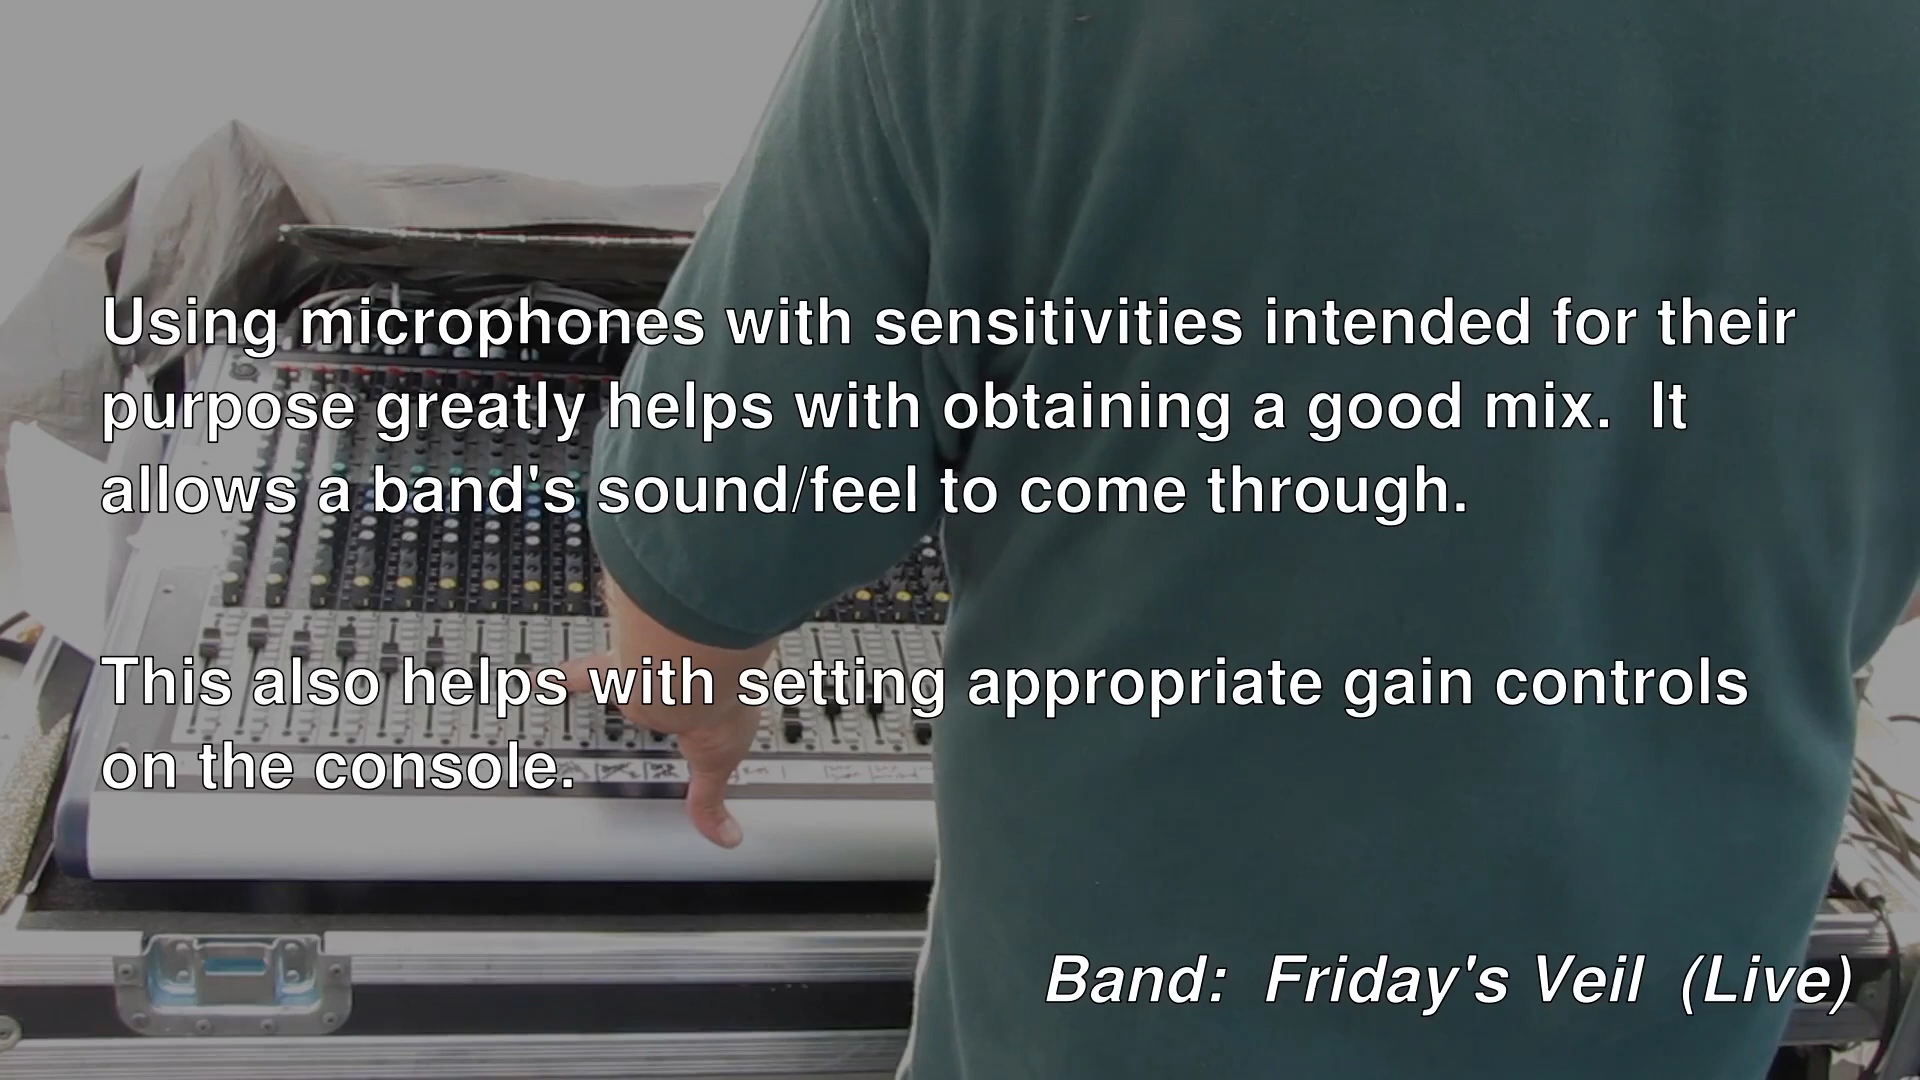 Using microphones with sensitivities intended for their
purpose greatly helps with obtaining a good mix.  It
allows a band's sound/feel to come through.
This also helps with setting appropriate gain controls
on the console.
Band:  Friday's Veil  (Live)